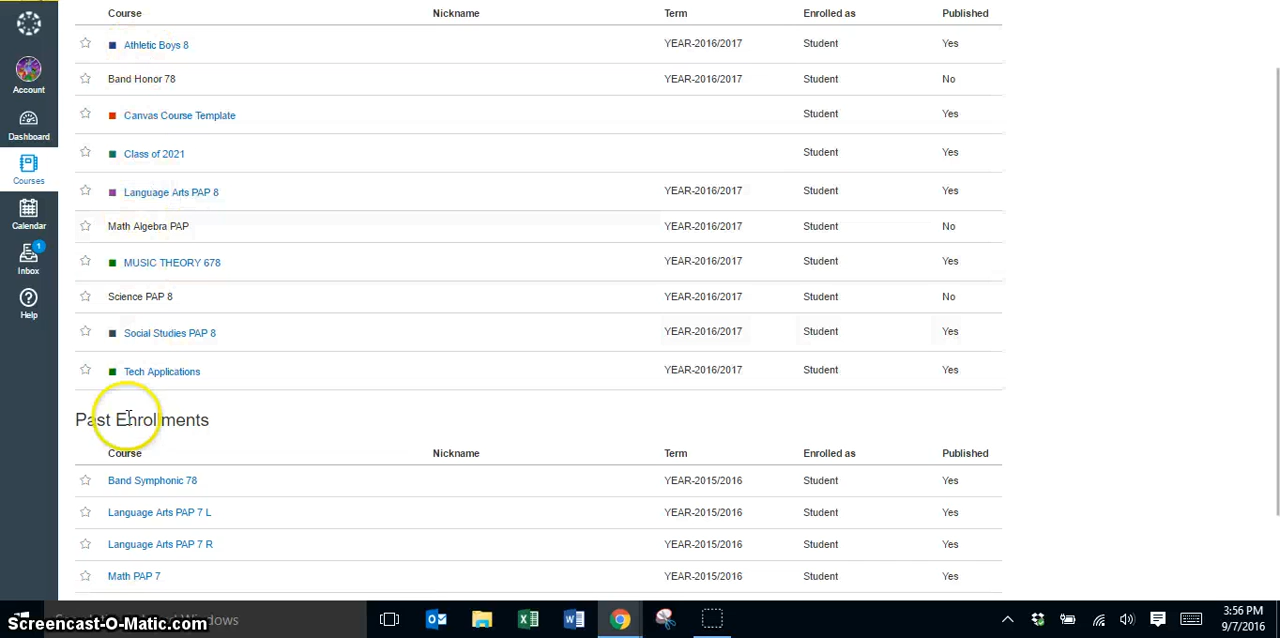 Course Nickname Term Enrolled as Published
Athletic Boys 8 YEAR-2016/2017 Student Yes
Band Honor 78 YEAR-2016/2017 Student No
Account
Canvas Course Template Student Yes
Dashboard
Class of 2021 Student Yes
Courses
Language Arts PAP 8 YEAR-2016/2017 Student Yes
Calendar
Math Algebra PAP YEAR-2016/2017 Student No
1
MUSIC THEORY 678 YEAR-2016/2017 Student Yes
Inbox
Science PAP 8 YEAR-2016/2017 Student No
Help
Social Studies PAP 8 YEAR-2016/2017 Student Yes
Tech Applications YEAR-2016/2017 Student Yes
Past Enrollments
Course Nickname Term Enrolled as Published
Band Symphonic 78 YEAR-2015/2016 Student Yes
Language Arts PAP 7 L YEAR-2015/2016 Student Yes
Language Arts PAP 7 R YEAR-2015/2016 Student Yes
Math PAP 7 YEAR-2015/2016 Student Yes
3:56 PM
Screencast-O-Matic.com Windows
9/7/2016